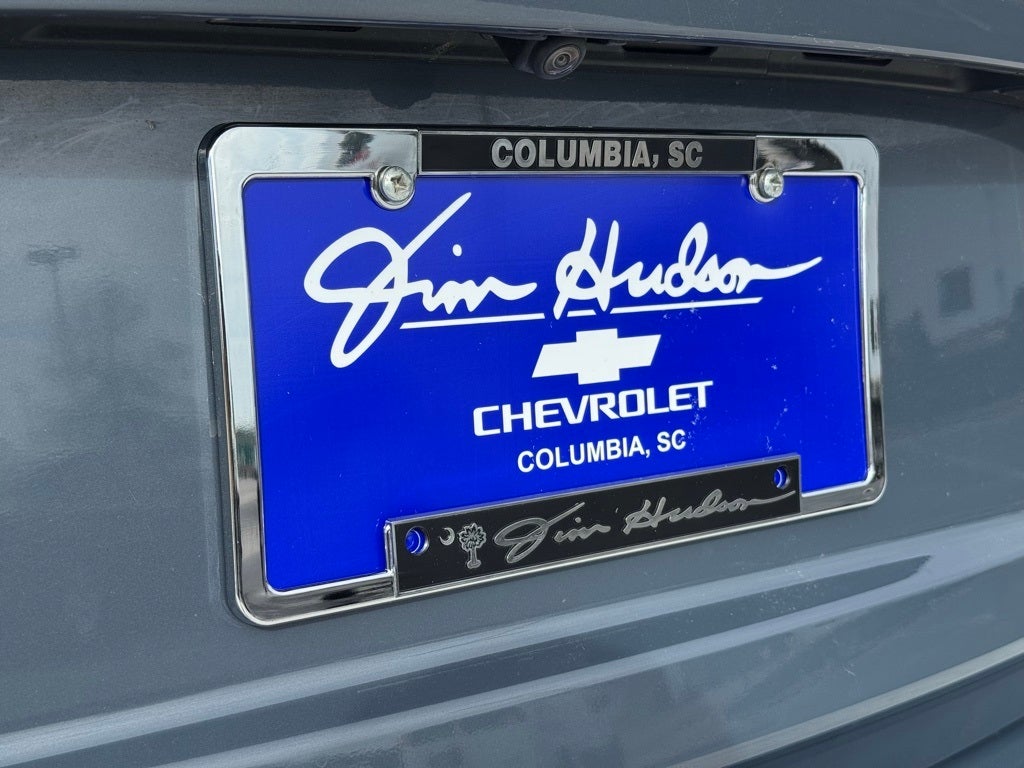 COLUMBIA, SC
Jim Hudson
CHEVROLET
COLUMBIA, SC
Jim Hudson